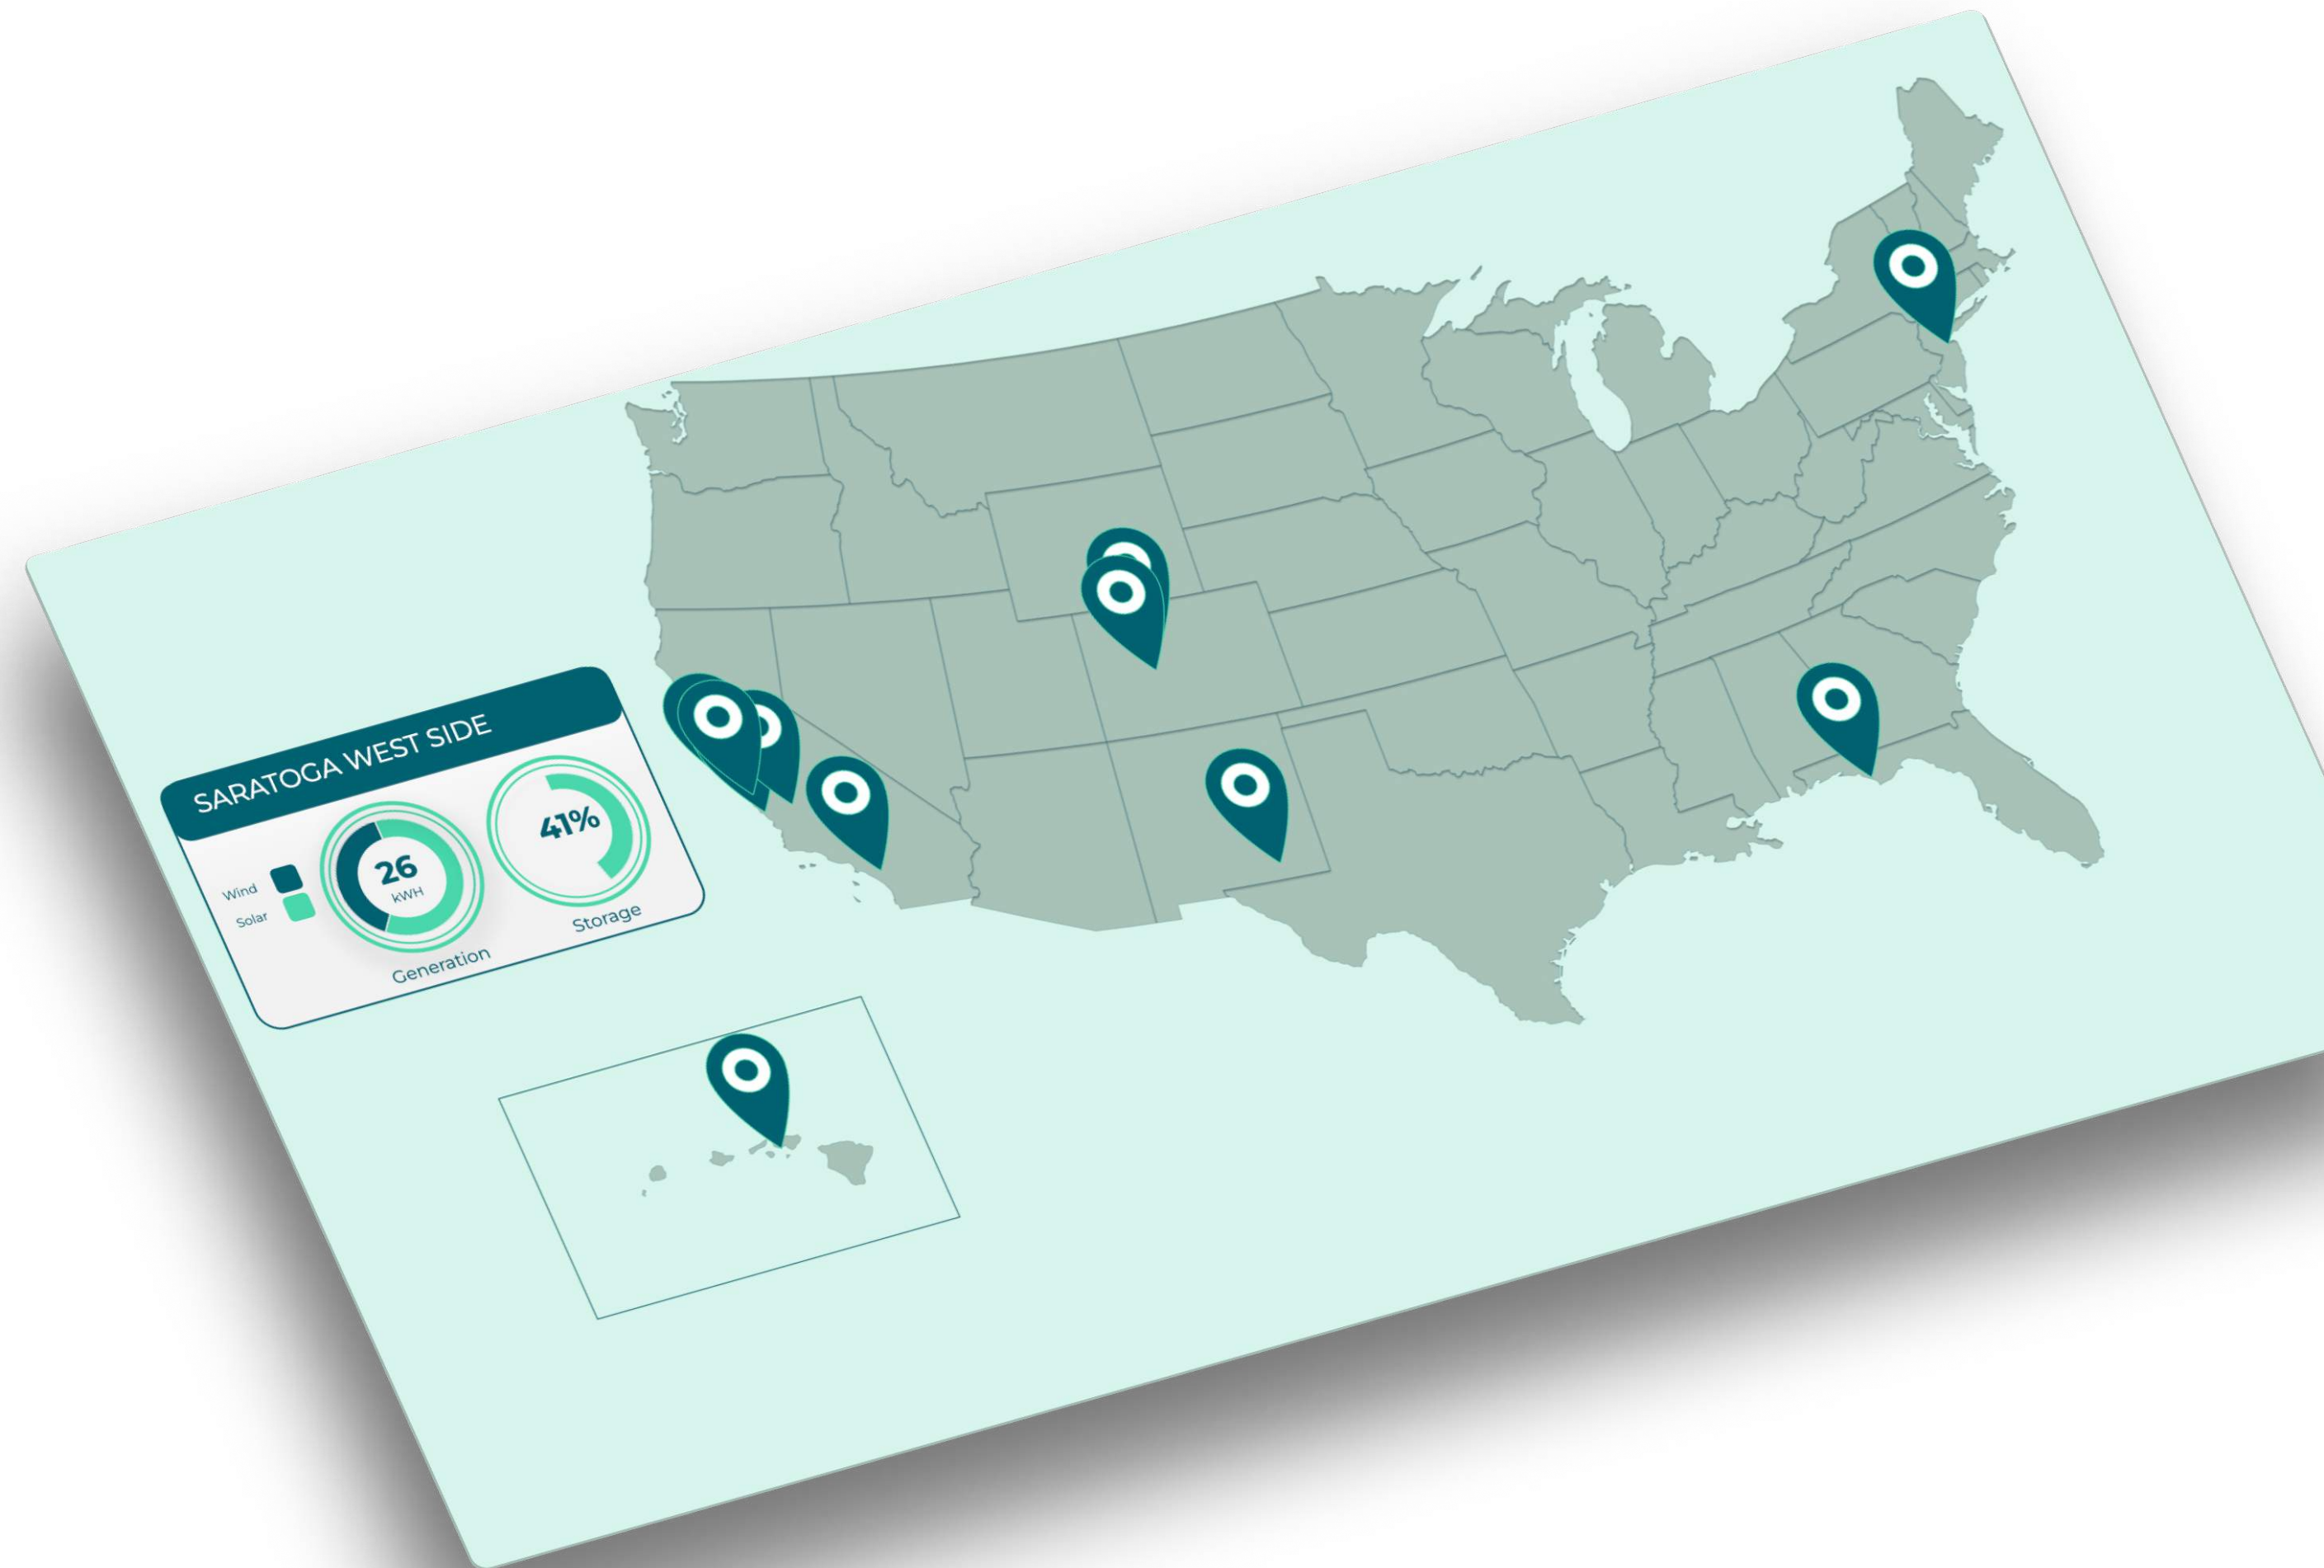 SARATOGA WEST SIDE
Wind
Solar
26
kWH
Generation
41%
Storage